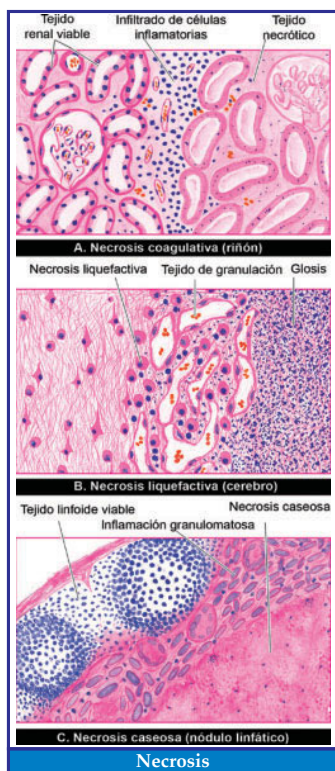 Tejido
renal viable
Infiltrado de células
inflamatorias
Tejido
necrótico
A. Necrosis coagulativa (riñón)
Necrosis liquefactiva
Tejido de granulación
Glosis
B. Necrosis liquefactiva (cerebro)
Tejido linfoide viable
Inflamación granulomatosa
Necrosis caseosa
C. Necrosis caseosa (nódulo linfático)
Necrosis